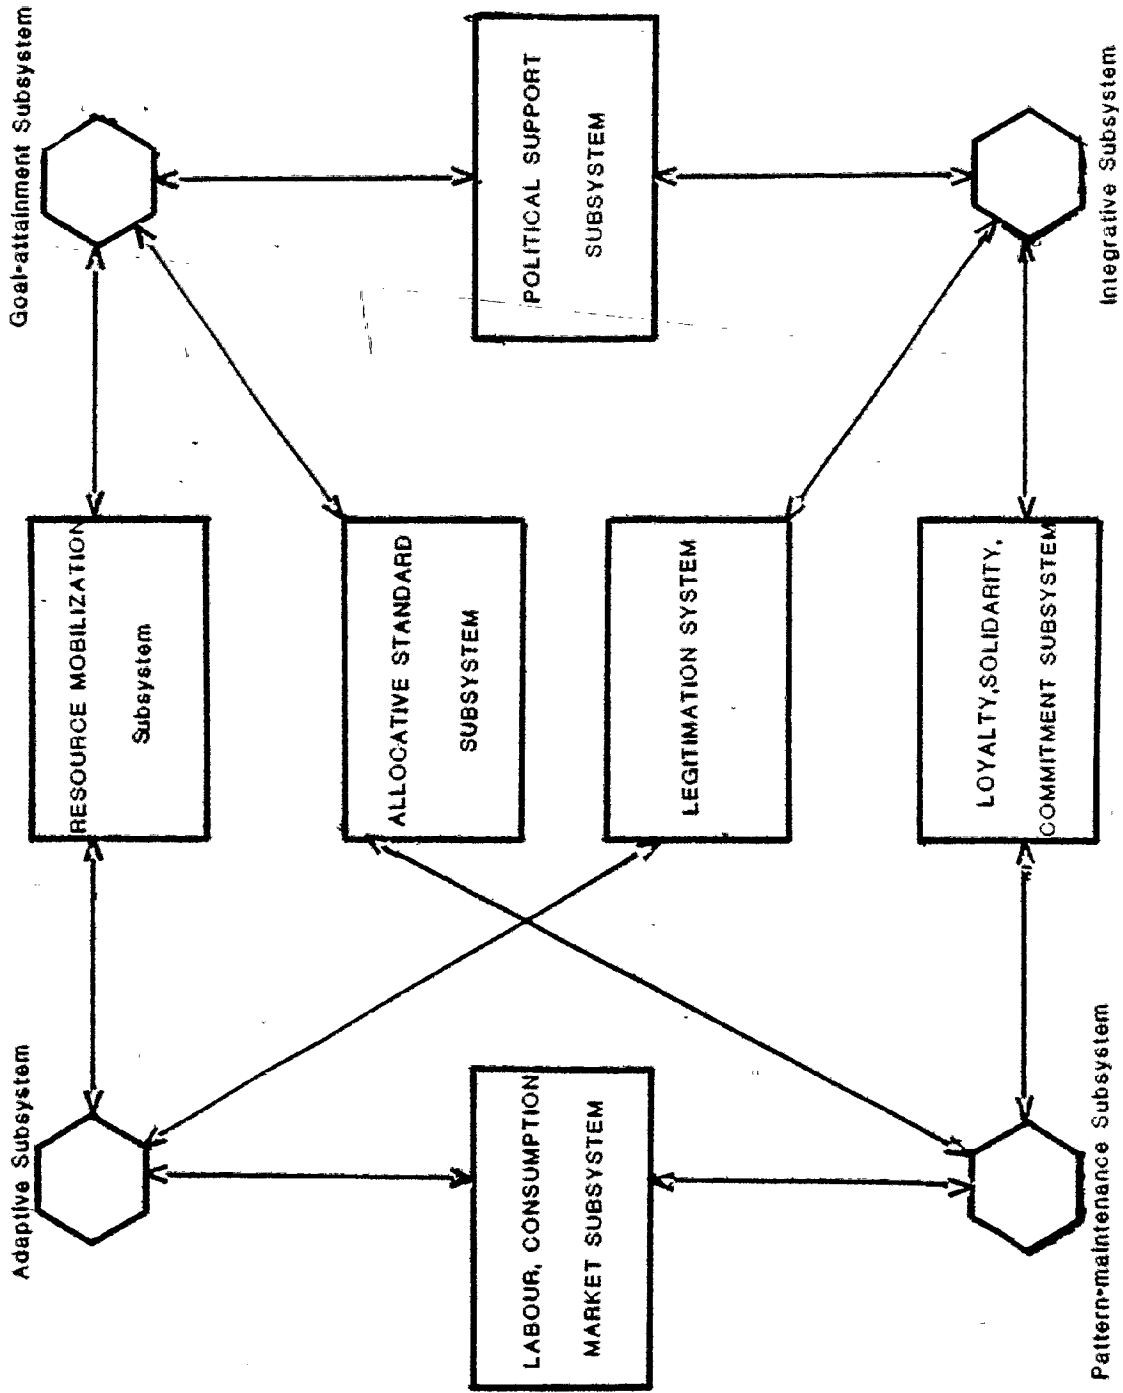 Adaptive Subsystem
Goal-attainment Subsystem
RESOURCE MOBILIZATION
Subsystem
ALLOCATIVE STANDARD
SUBSYSTEM
LABOUR, CONSUMPTION
MARKET SUBSYSTEM
POLITICAL SUPPORT
SUBSYSTEM
LEGITIMATION SYSTEM
LOYALTY,SOLIDARITY,
COMMITMENT SUBSYSTEM
Pattern-maintenance Subsystem
Integrative Subsystem